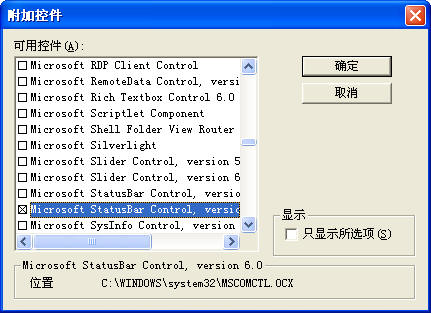 附加控件
可用控件(A):
Microsoft RDP Client Control
Microsoft RemoteData Control, versi
Microsoft Rich Textbox Control 6.0
Microsoft Scriptlet Component
Microsoft Shell Folder View Router
Microsoft Silverlight
Microsoft Slider Control, version 5
Microsoft Slider Control, version 6
Microsoft StatusBar Control, versio
Microsoft StatusBar Control, versio
Microsoft SysInfo Control, version
确定
取消
显示
只显示所选项(S)
Microsoft StatusBar Control, version 6.0
位置 C:\WINDOWS\system32\MSCOMCTL.OCX